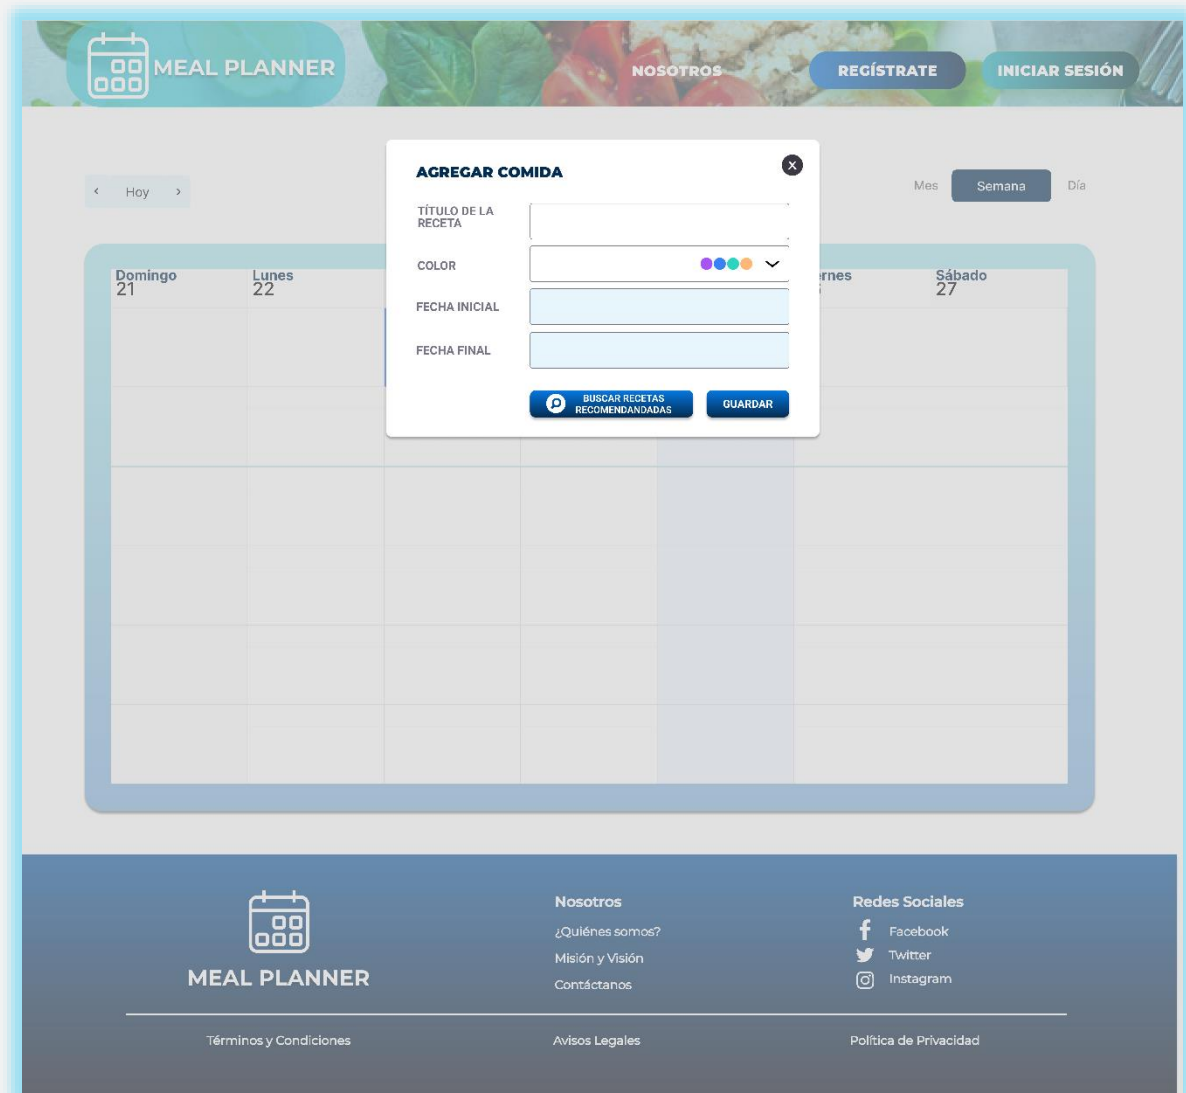 MEAL PLANNER
NOSOTROS
REGÍSTRATE
INICIAR SESIÓN
AGREGAR COMIDA
x
Hoy
Mes
Semana
Día
TÍTULO DE LA
RECETA
COLOR
FECHA INICIAL
FECHA FINAL
BUSCAR RECETAS
RECOMENDANDADAS
GUARDAR
Domingo
21
Lunes
22
ernes
Sábado
27
MEAL PLANNER
Nosotros
¿Quiénes somos?
Misión y Visión
Contáctanos
Redes Sociales
Facebook
Twitter
Instagram
Términos y Condiciones
Avisos Legales
Política de Privacidad